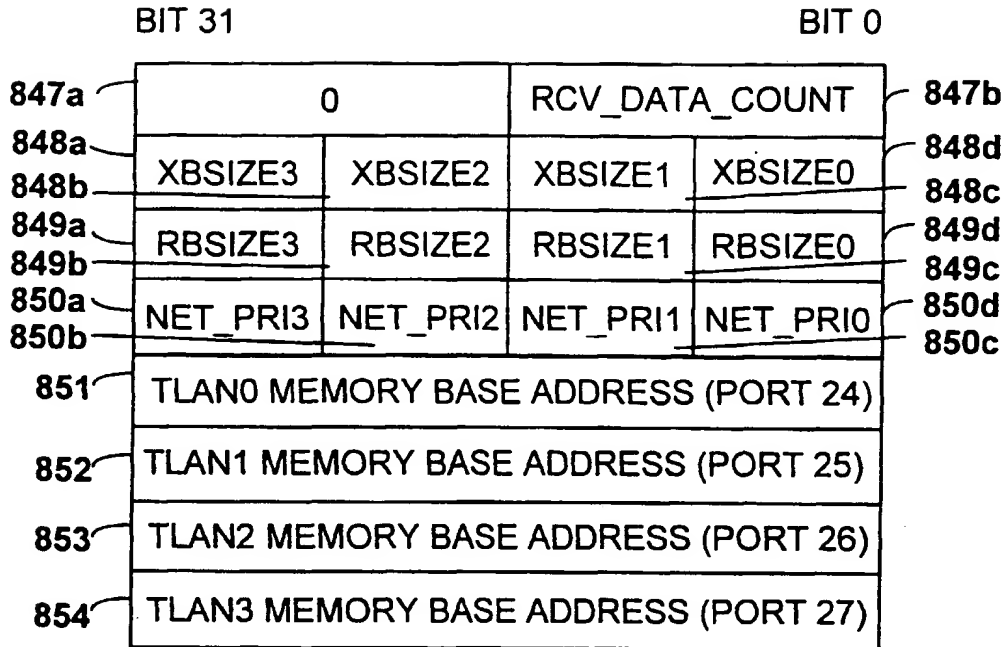 BIT 31 BIT 0
847a 0 RCV_DATA_COUNT 847b
848a XBSIZE3 XBSIZE2 XBSIZE1 XBSIZE0 848d
848b 848c
849a RBSIZE3 RBSIZE2 RBSIZE1 RBSIZE0 849d
849b 849c
850a NET_PRI3 NET_PRI2 NET_PRI1 NET_PRI0 850d
850b 850c
851 TLAN0 MEMORY BASE ADDRESS (PORT 24)
852 TLAN1 MEMORY BASE ADDRESS (PORT 25)
853 TLAN2 MEMORY BASE ADDRESS (PORT 26)
854 TLAN3 MEMORY BASE ADDRESS (PORT 27)